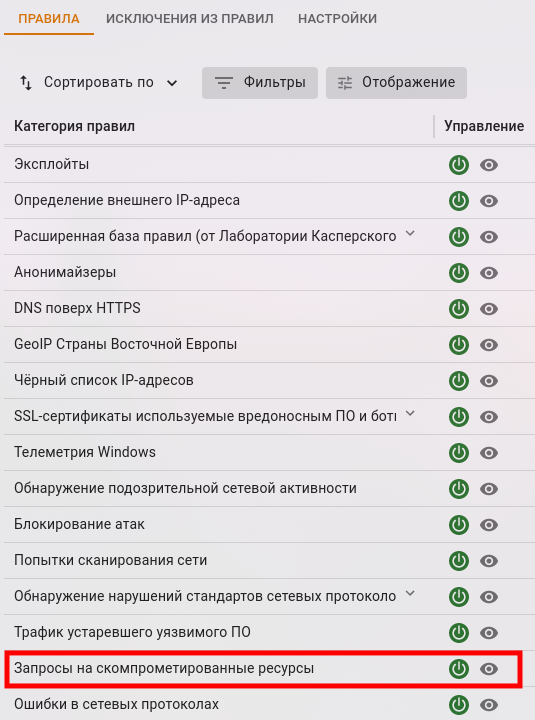 ПРАВИЛА ИСКЛЮЧЕНИЯ ИЗ ПРАВИЛ НАСТРОЙКИ
Сортировать по Фильтры Отображение
Категория правил Управление
Эксплойты
Определение внешнего IP-адреса
Расширенная база правил (от Лаборатории Касперского
Анонимайзеры
DNS поверх HTTPS
GeoIP Страны Восточной Европы
Чёрный список IP-адресов
SSL-сертификаты используемые вредоносным ПО и
Телеметрия Windows
Обнаружение подозрительной сетевой активности
Блокирование атак
Попытки сканирования сети
Обнаружение нарушений стандартов сетевых протоколо
Трафик устаревшего уязвимого ПО
Запросы на скомпрометированные ресурсы
Ошибки в сетевых протоколах